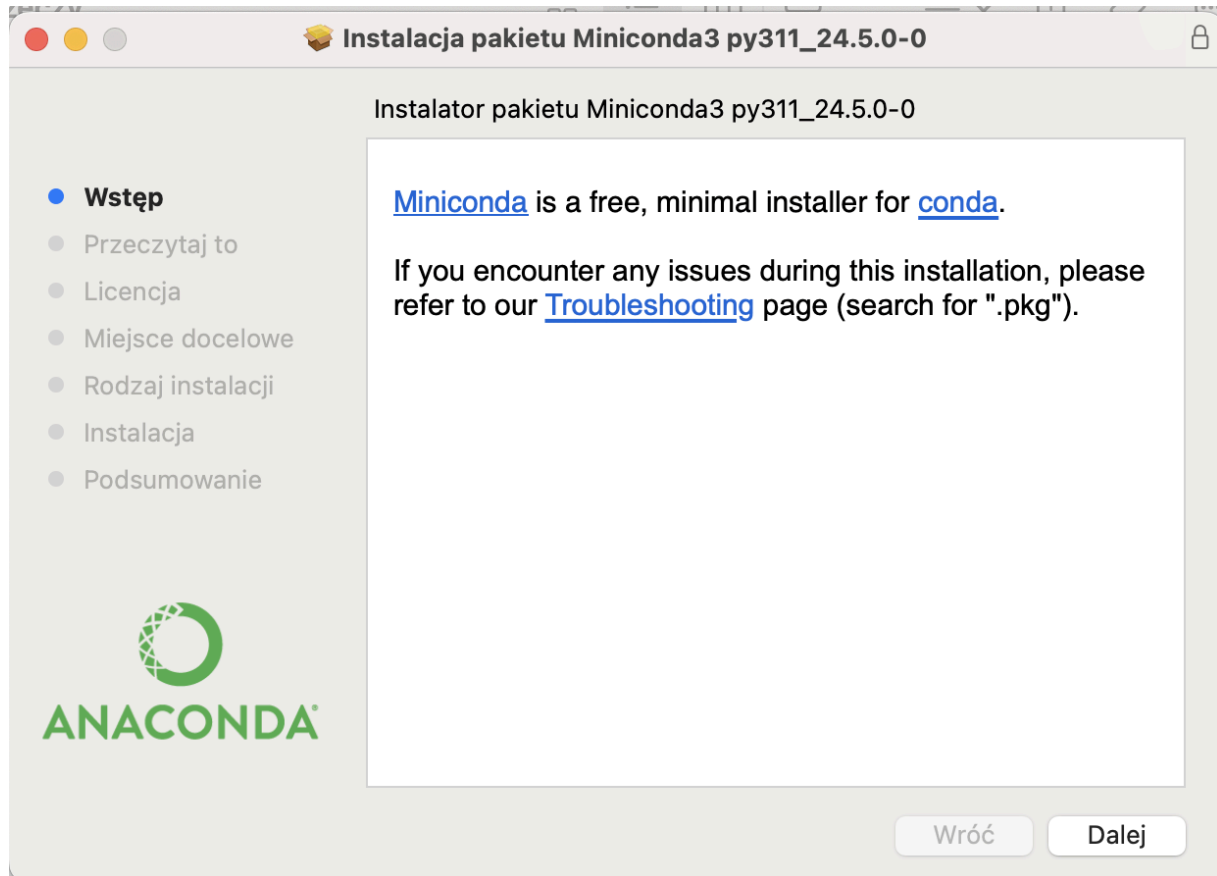 Instalacja pakietu Miniconda3 py311_24.5.0-0
Instalator pakietu Miniconda3 py311_24.5.0-0
Wstęp
Przeczytaj to
Licencja
Miejsce docelowe
Rodzaj instalacji
Instalacja
Podsumowanie
ANACONDA
Miniconda is a free, minimal installer for conda.
If you encounter any issues during this installation, please
refer to our Troubleshooting page (search for ".pkg").
Wróć
Dalej